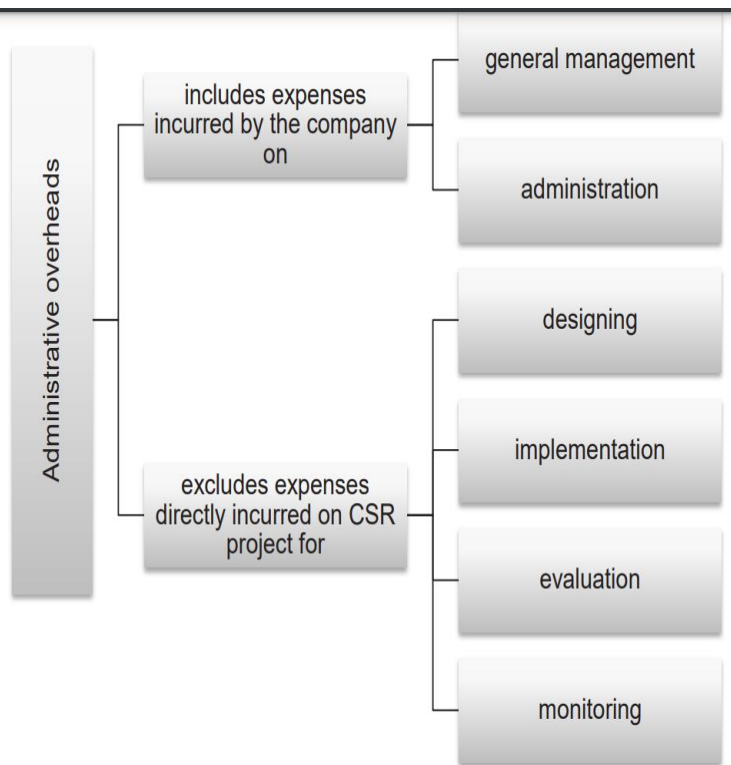 Administrative overheads
includes expenses
incurred by the company
on
general management
administration
excludes expenses
directly incurred on CSR
project for
designing
implementation
evaluation
monitoring